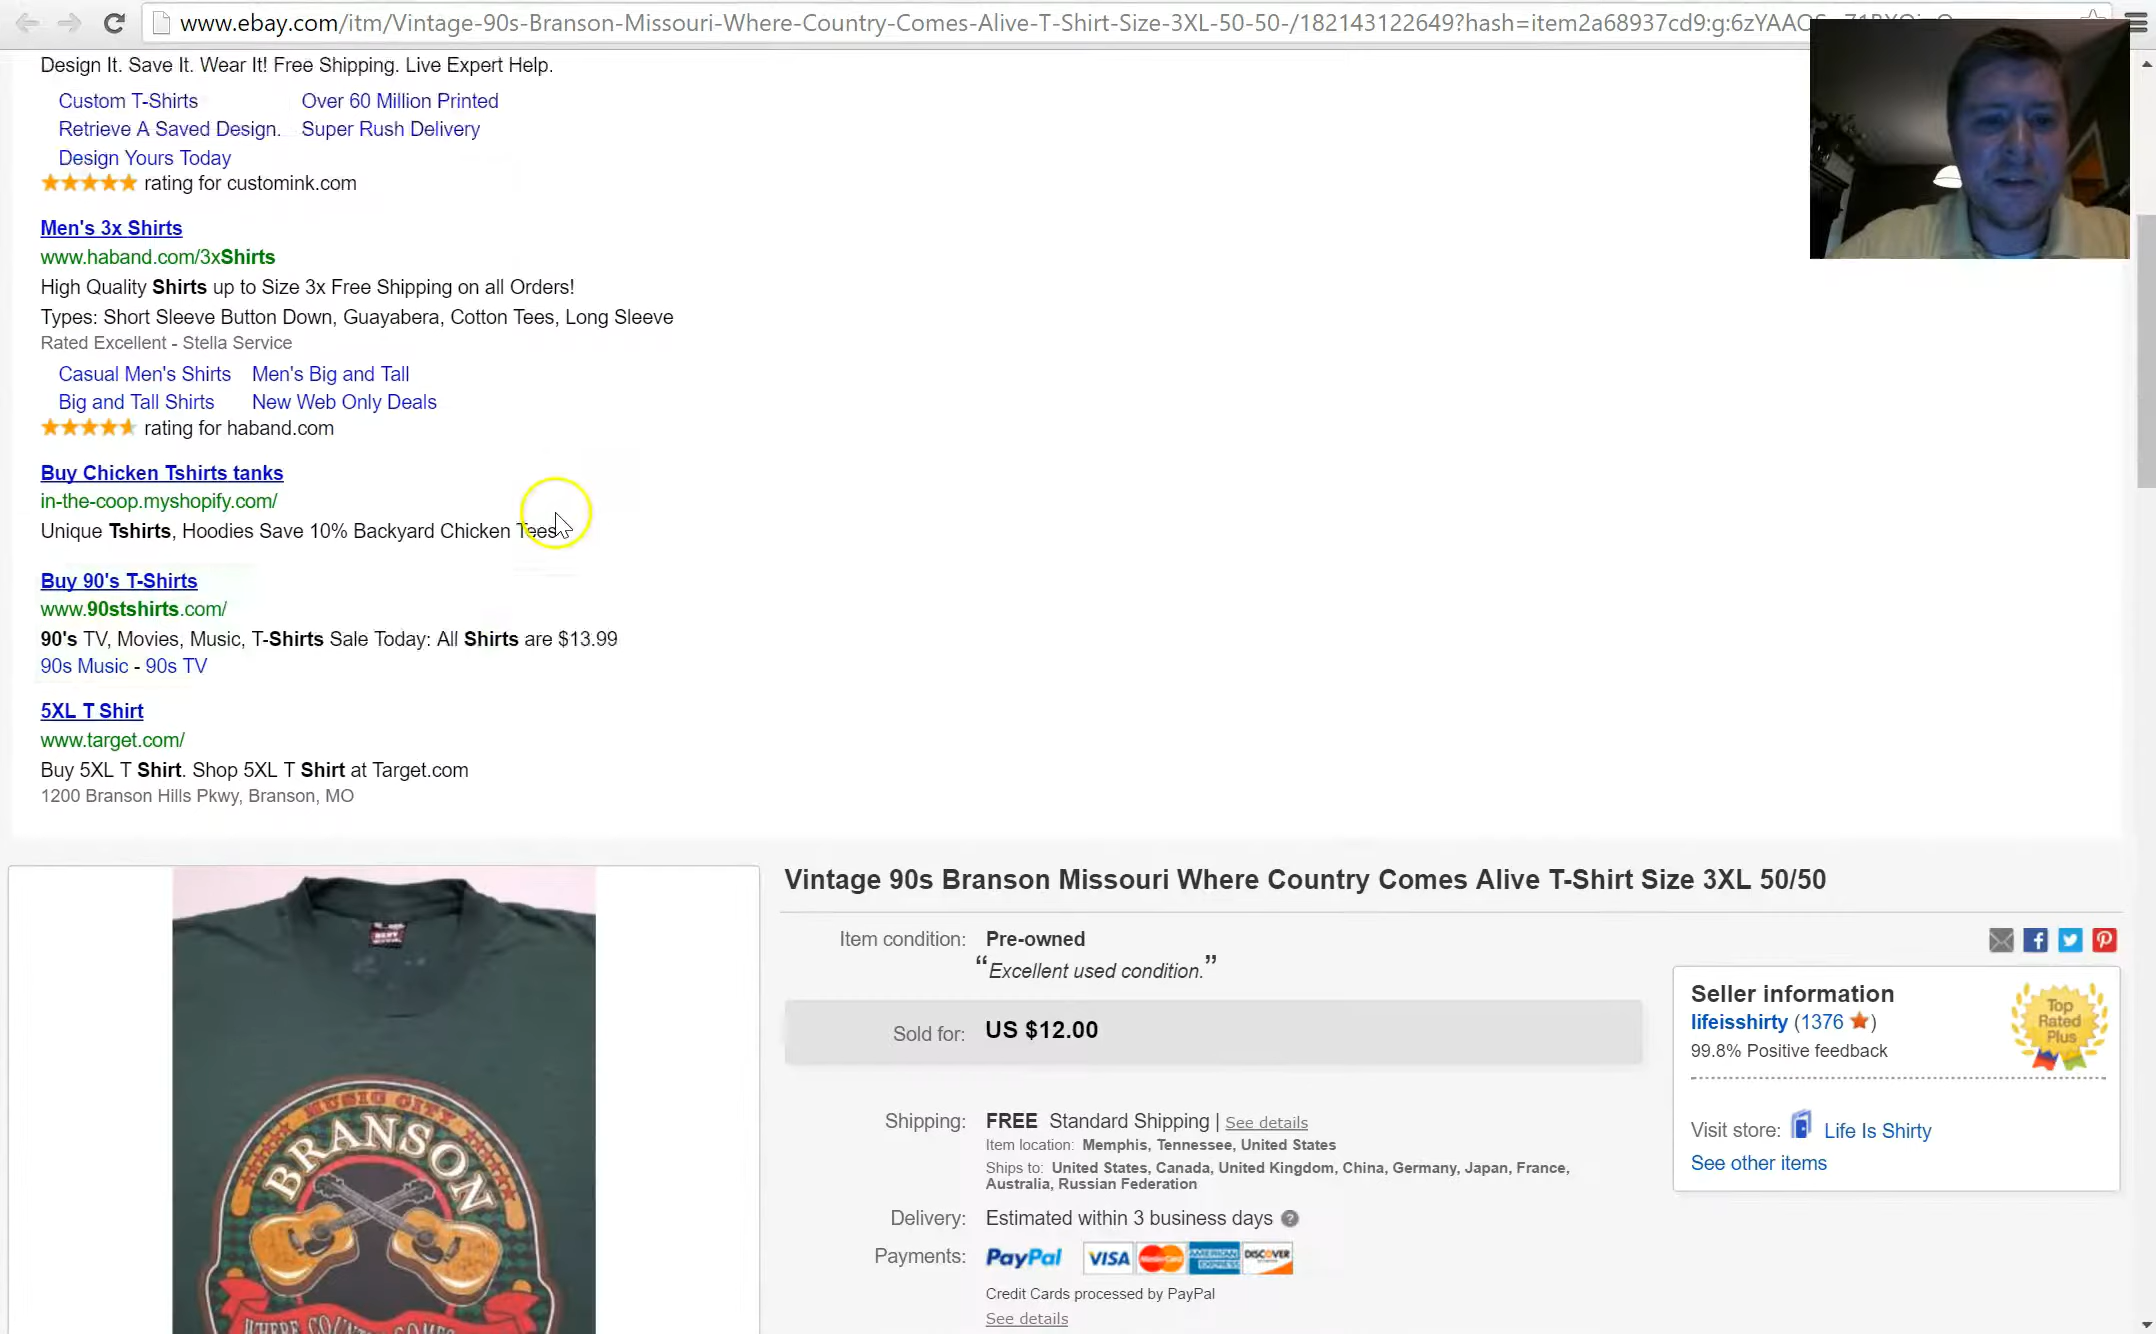 www.ebay.com/itm/Vintage-90s-Branson-Missouri-Where-Country-Comes-Alive-T-Shirt-Size-3XL-50-50-/182143122649?hash=item2a68937cd9:g:6zYAAOS
Design It. Save It. Wear It! Free Shipping. Live Expert Help.
Custom T-Shirts Over 60 Million Printed
Retrieve A Saved Design. Super Rush Delivery
Design Yours Today
rating for customink.com
Men's 3x Shirts
www.haband.com/3xShirts
High Quality Shirts up to Size 3x Free Shipping on all Orders!
Types: Short Sleeve Button Down, Guayabera, Cotton Tees, Long Sleeve
Rated Excellent - Stella Service
Casual Men's Shirts Men's Big and Tall
Big and Tall Shirts New Web Only Deals
rating for haband.com
Buy Chicken Tshirts tanks
in-the-coop.myshopify.com/
Unique Tshirts, Hoodies Save 10% Backyard Chicken Tees
Buy 90's T-Shirts
www.90stshirts.com/
90's TV, Movies, Music, T-Shirts Sale Today: All Shirts are $13.99
90s Music - 90s TV
5XL T Shirt
www.target.com/
Buy 5XL T Shirt. Shop 5XL T Shirt at Target.com
1200 Branson Hills Pkwy, Branson, MO
MUSIC CITY
BRANSON
WHERE COUNTRY COMES
Vintage 90s Branson Missouri Where Country Comes Alive T-Shirt Size 3XL 50/50
Item condition: Pre-owned
“Excellent used condition.”
Sold for: US $12.00
Shipping: FREE Standard Shipping | See details
Item location: Memphis, Tennessee, United States
Ships to: United States, Canada, United Kingdom, China, Germany, Japan, France,
Australia, Russian Federation
Delivery: Estimated within 3 business days ?
Payments: PayPal VISA MasterCard AMERICAN EXPRESS DISCOVER
Credit Cards processed by PayPal
See details
Seller information
lifeisshirty (1376 )
99.8% Positive feedback
Top
Rated
Plus
Visit store: Life Is Shirty
See other items